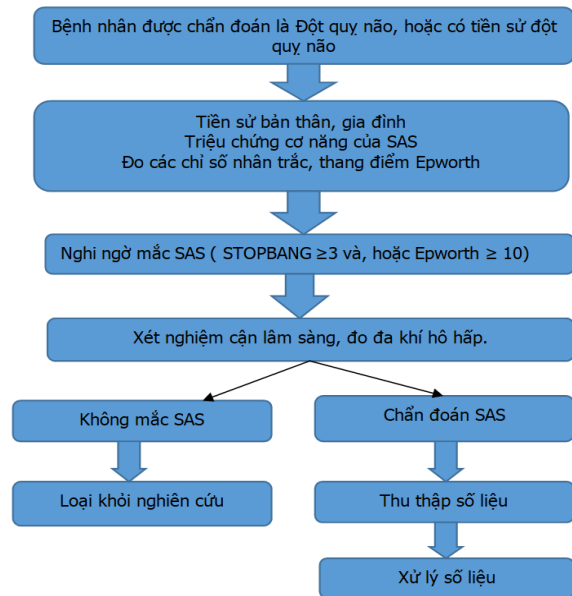 Bệnh nhân được chẩn đoán là Đột quỵ não, hoặc có tiền sử đột
quỵ não
Tiền sử bản thân, gia đình
Triệu chứng cơ năng của SAS
Đo các chỉ số nhân trắc, thang điểm Epworth
Nghi ngờ mắc SAS ( STOPBANG ≥3 và, hoặc Epworth ≥ 10)
Xét nghiệm cận lâm sàng, đo đa khí hô hấp.
Không mắc SAS
Chẩn đoán SAS
Loại khỏi nghiên cứu
Thu thập số liệu
Xử lý số liệu